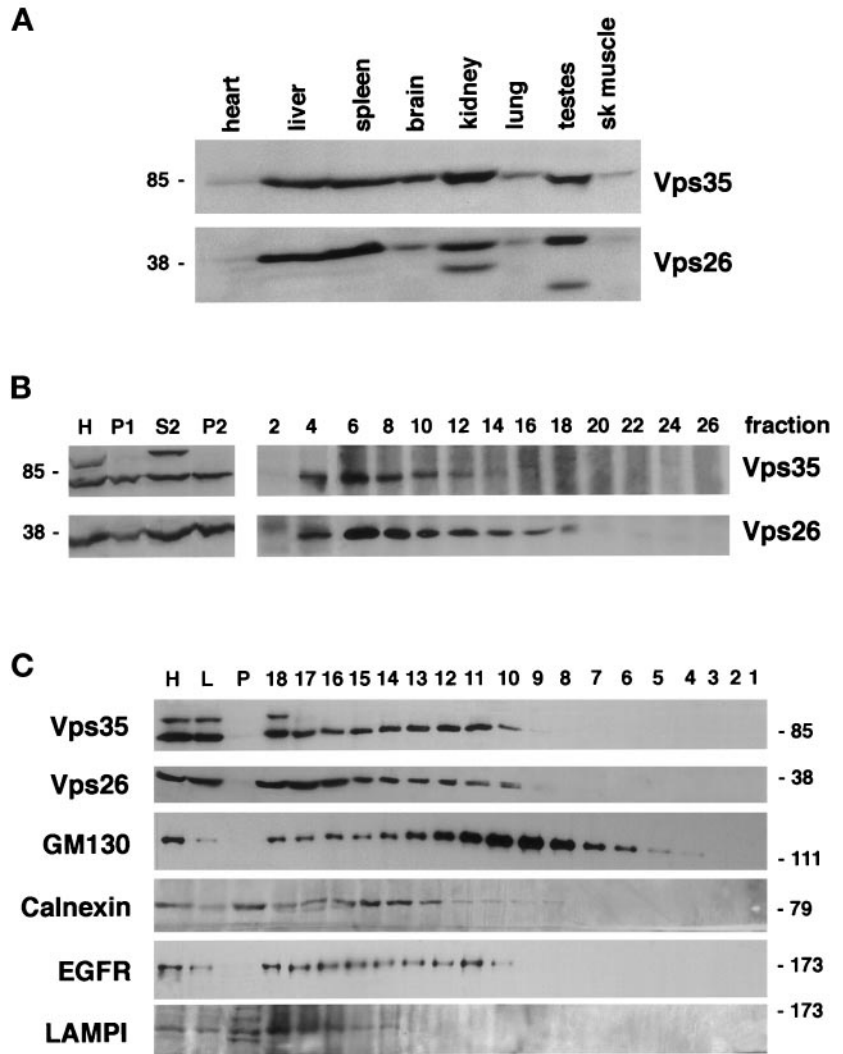 A
heart liver spleen brain kidney lung testes sk muscle
85 - Vps35
38 - Vps26
B
H P1 S2 P2 2 4 6 8 10 12 14 16 18 20 22 24 26 fraction
85 - Vps35
38 - Vps26
C
H L P 18 17 16 15 14 13 12 11 10 9 8 7 6 5 4 3 2 1
Vps35 - 85
Vps26 - 38
GM130 - 111
Calnexin - 79
EGFR - 173
LAMPI - 173